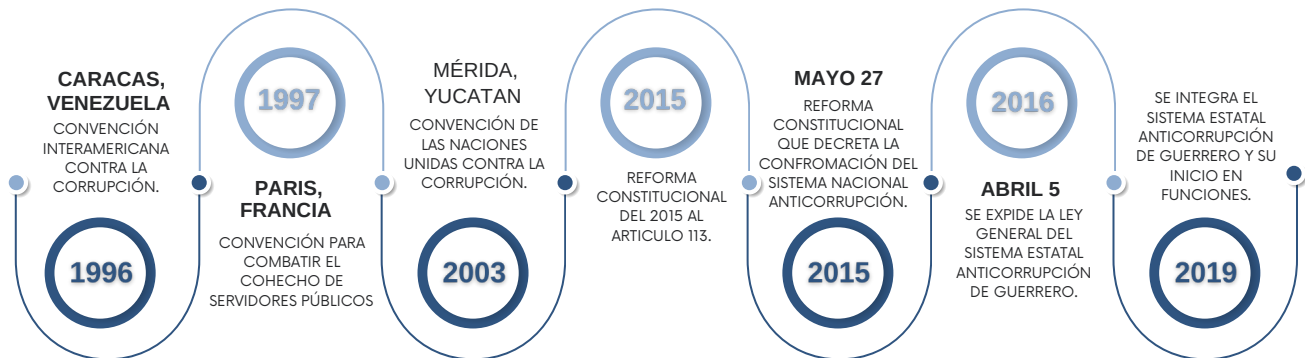 CARACAS,
VENEZUELA
CONVENCIÓN
INTERAMERICANA
CONTRA LA
CORRUPCIÓN.
1996
1997
PARIS,
FRANCIA
CONVENCIÓN PARA
COMBATIR EL
COHECHO DE
SERVIDORES PÚBLICOS
MÉRIDA,
YUCATAN
CONVENCIÓN DE
LAS NACIONES
UNIDAS CONTRA LA
CORRUPCIÓN.
2003
2015
REFORMA
CONSTITUCIONAL
DEL 2015 AL
ARTICULO 113.
MAYO 27
REFORMA
CONSTITUCIONAL
QUE DECRETA LA
CONFROMACIÓN DEL
SISTEMA NACIONAL
ANTICORRUPCIÓN.
2015
2016
ABRIL 5
SE EXPIDE LA LEY
GENERAL DEL
SISTEMA ESTATAL
ANTICORRUPCIÓN
DE GUERRERO.
SE INTEGRA EL
SISTEMA ESTATAL
ANTICORRUPCIÓN
DE GUERRERO Y SU
INICIO EN
FUNCIONES.
2019